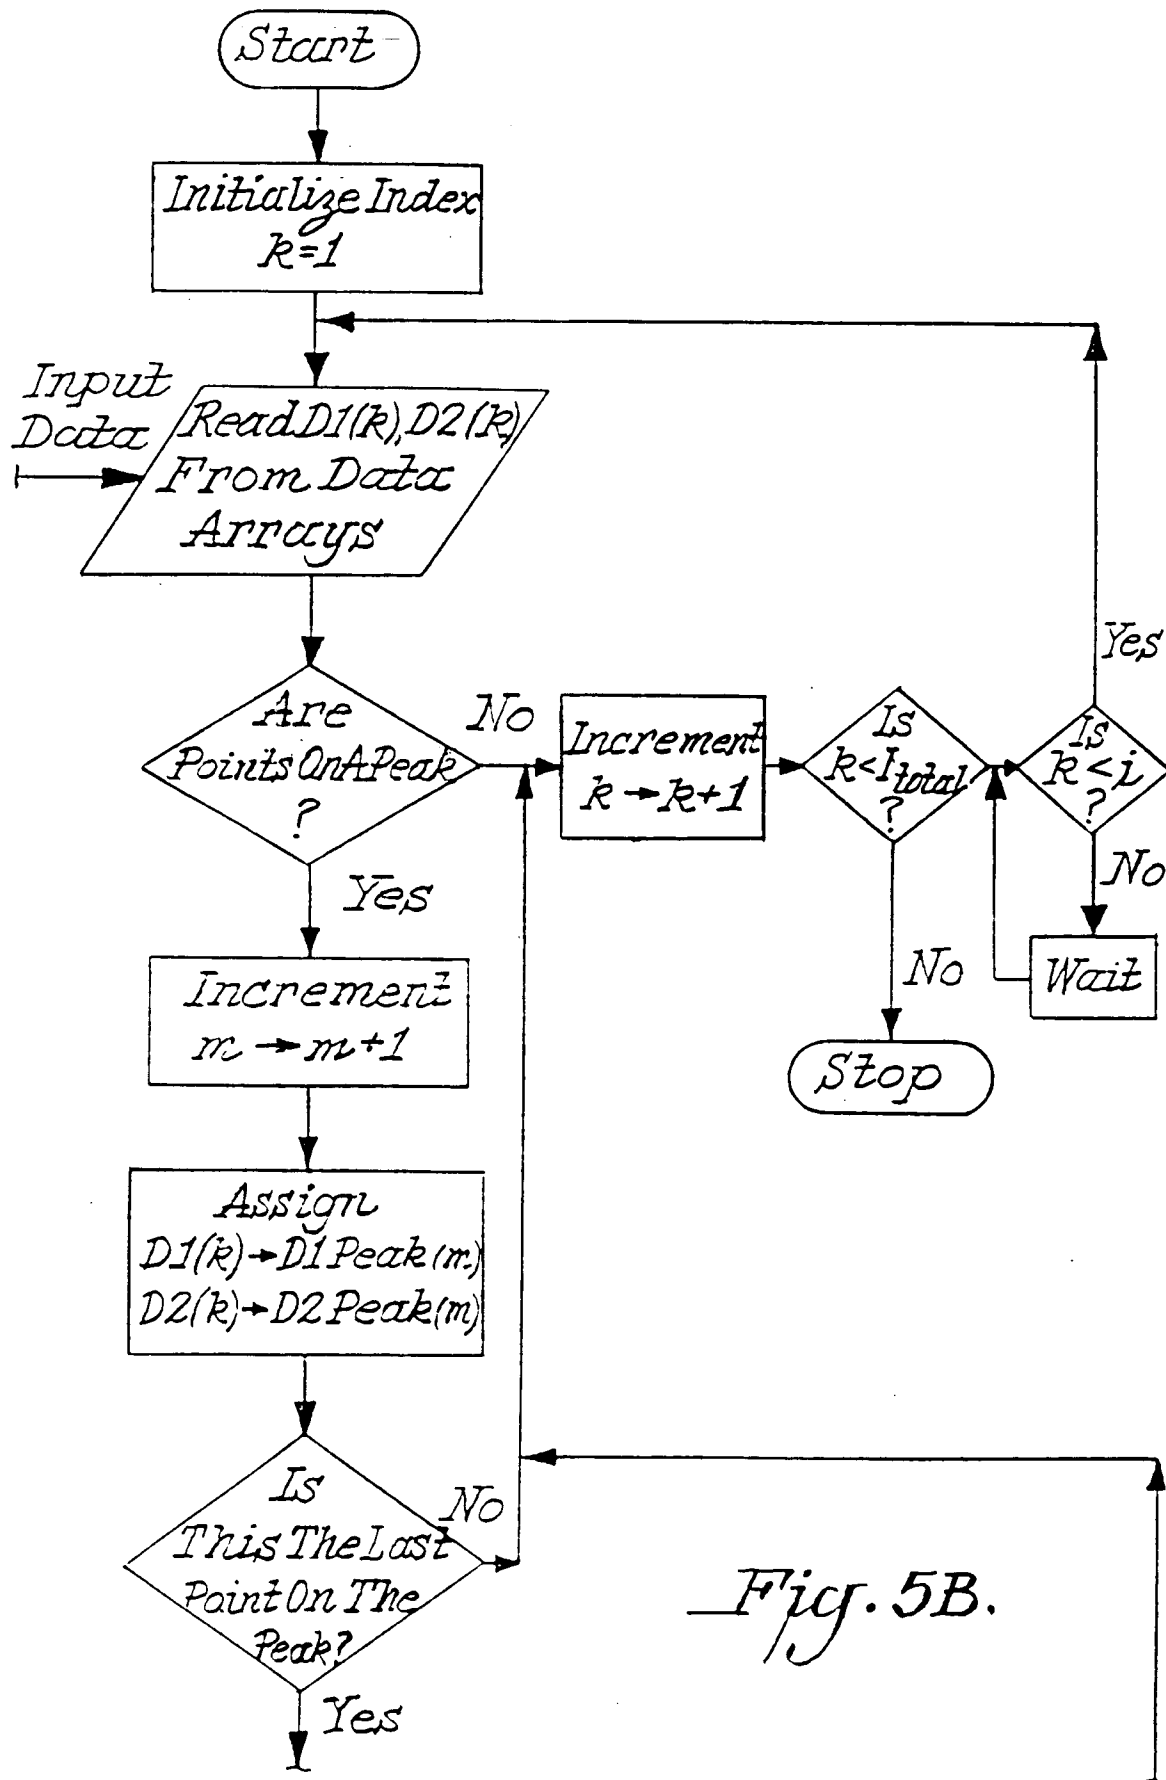 Start
Initialize Index
k=1
Input
Data
Read D1(k), D2(k)
From Data
Arrays
Are
Points On A Peak
?
No
Yes
Increment
k → k+1
Is
k < I_total
?
No
Stop
Is
k < i
?
Yes
No
Wait
Increment
m → m+1
Assign
D1(k) → D1 Peak(m)
D2(k) → D2 Peak(m)
Is
This The Last
Point On The
Peak?
No
Yes
Fig. 5B.